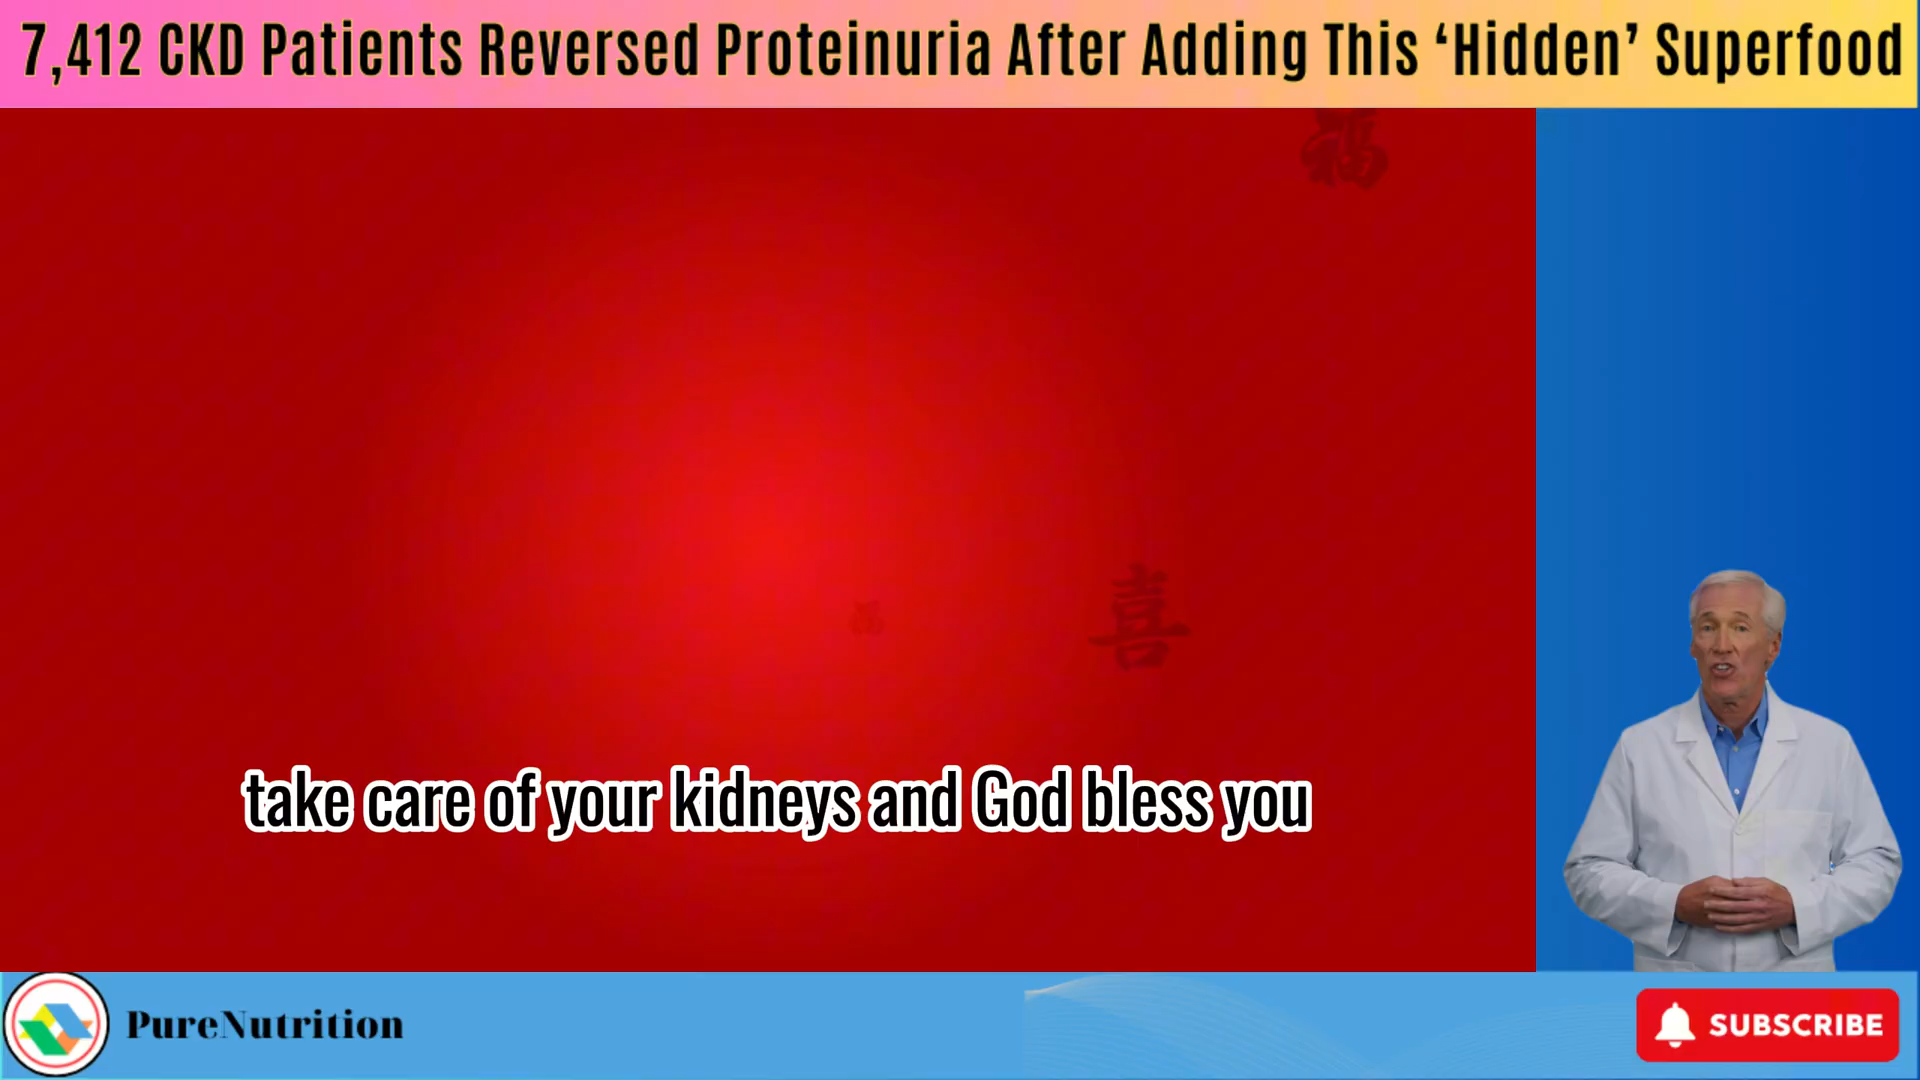 7,412 CKD Patients Reversed Proteinuria After Adding This ‘Hidden’ Superfood
福
福
喜
take care of your kidneys and God bless you
PureNutrition
SUBSCRIBE